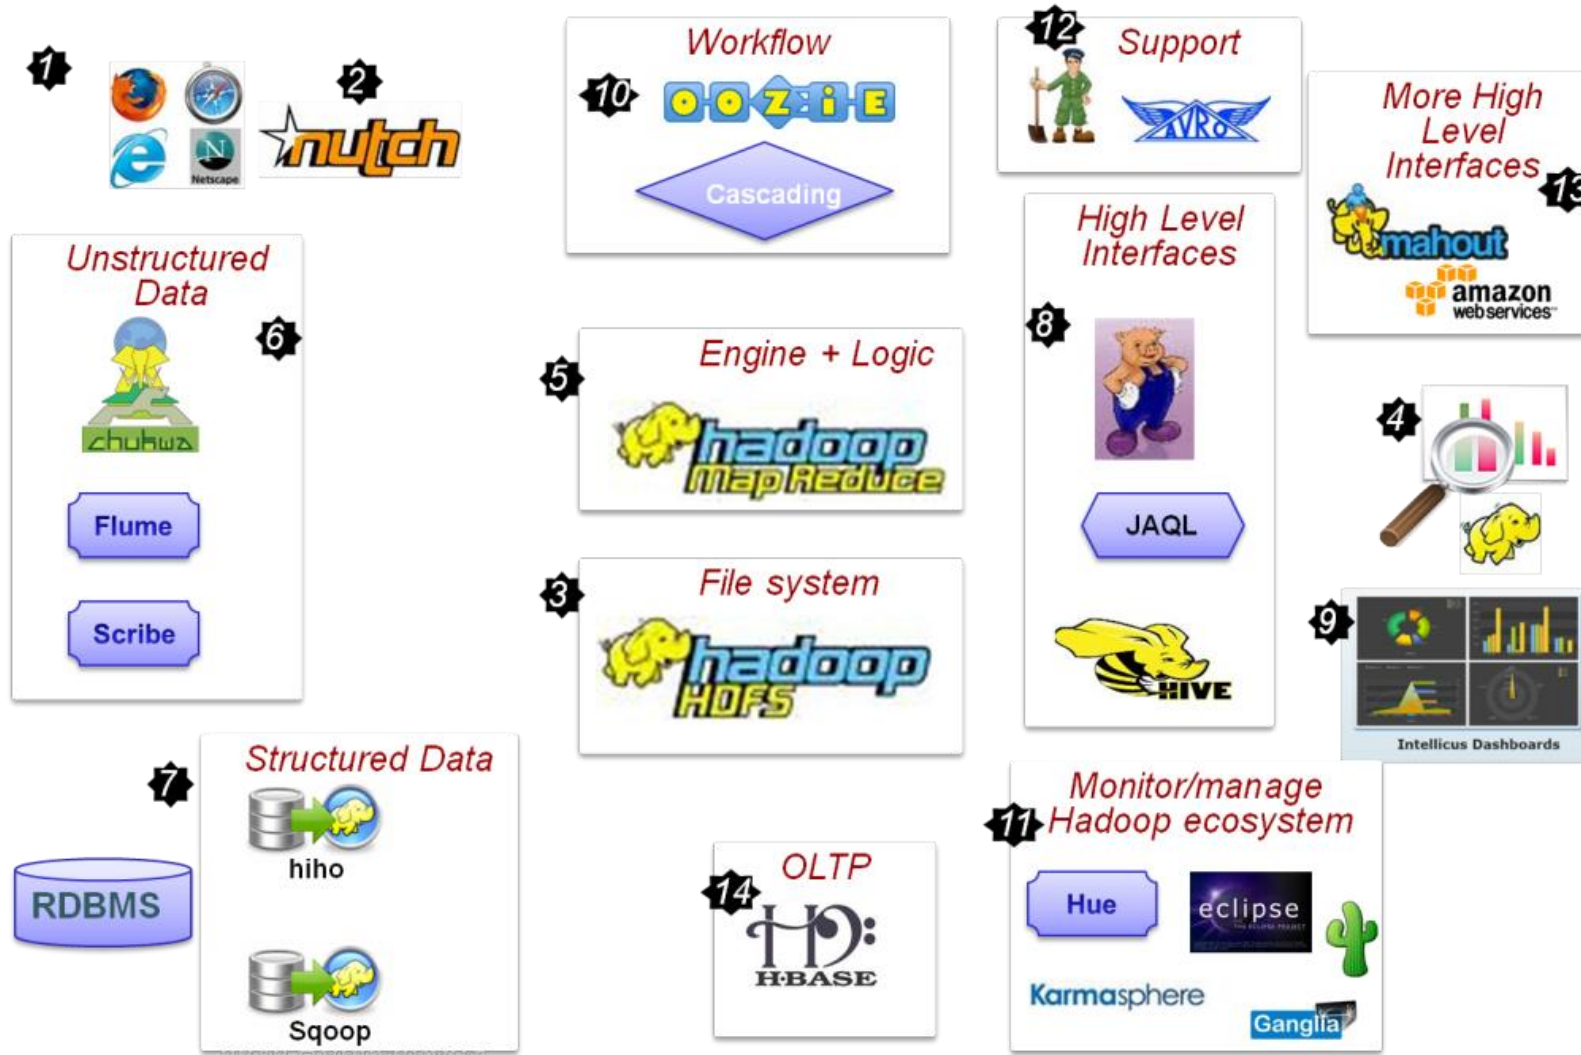 1
2
nutch
Netscape
Workflow
10
OOZIE
Cascading
12
Support
AVRO
More High
Level
Interfaces
13
mahout
amazon
webservices
Unstructured
Data
6
chukwa
Flume
Scribe
Engine + Logic
5
hadoop
Map Reduce
File system
3
hadoop
HDFS
High Level
Interfaces
8
JAQL
HIVE
4
9
Intellicus Dashboards
7
Structured Data
hiho
RDBMS
Sqoop
OLTP
14
H·BASE
Monitor/manage
11
Hadoop ecosystem
Hue
eclipse
Karmasphere
Ganglia